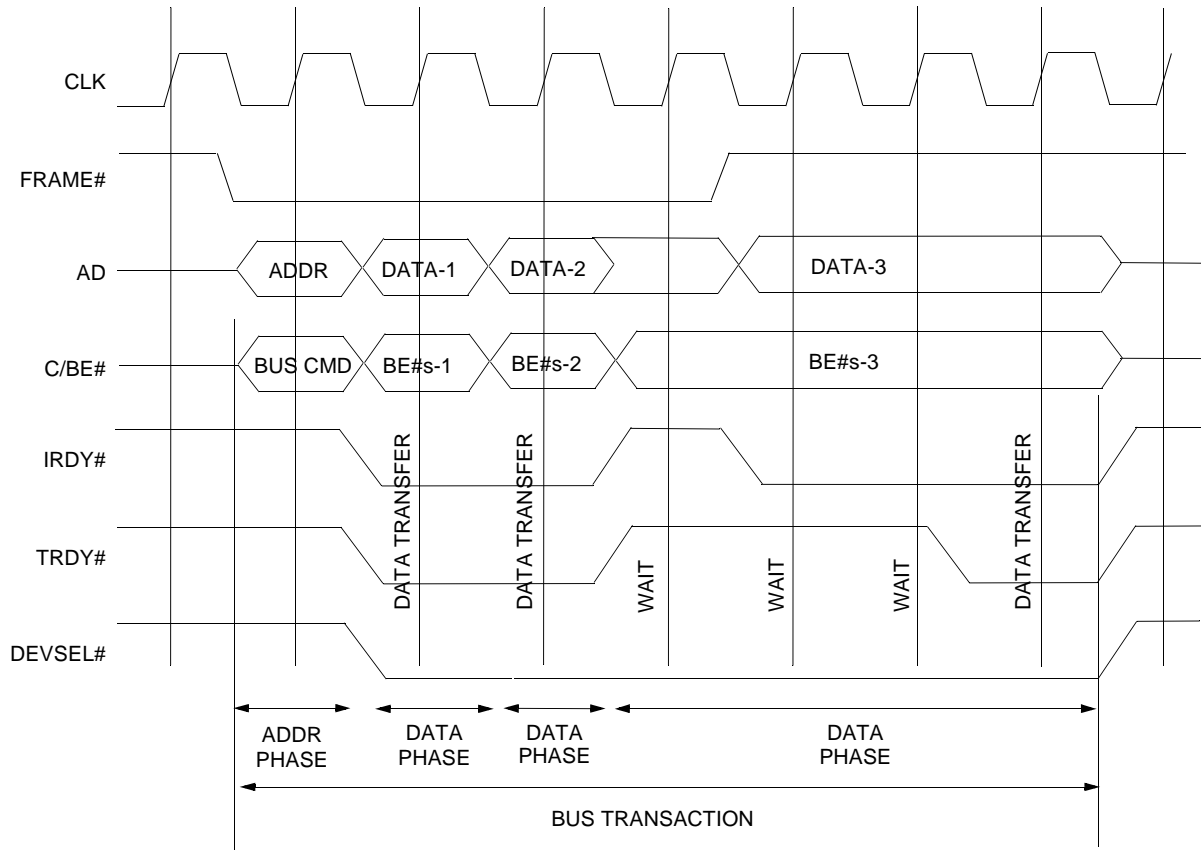 CLK
FRAME#
AD
ADDR
DATA-1
DATA-2
DATA-3
C/BE#
BUS CMD
BE#s-1
BE#s-2
BE#s-3
IRDY#
TRDY#
DATA TRANSFER
DATA TRANSFER
WAIT
WAIT
WAIT
DATA TRANSFER
DEVSEL#
ADDR
PHASE
DATA
PHASE
DATA
PHASE
DATA
PHASE
BUS TRANSACTION